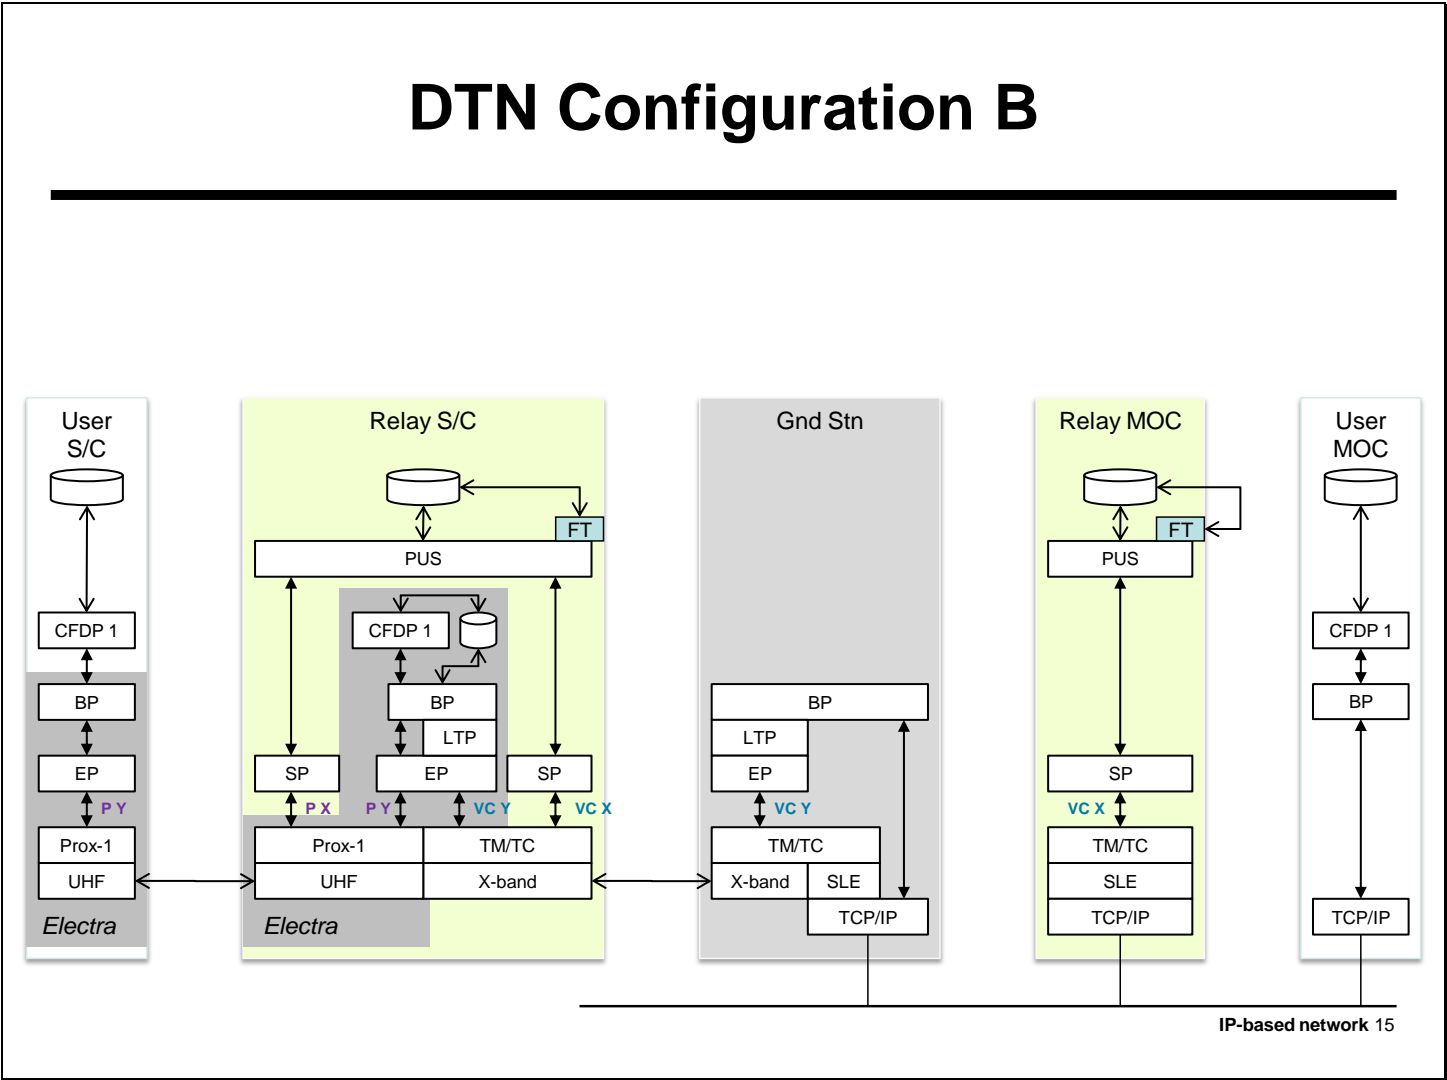 DTN Configuration B
User
S/C
CFDP 1
BP
EP
P Y
Prox-1
UHF
Electra
Relay S/C
FT
PUS
CFDP 1
BP
LTP
SP
EP
SP
P X
P Y
VC Y
VC X
Prox-1
TM/TC
UHF
X-band
Electra
Gnd Stn
BP
LTP
EP
VC Y
TM/TC
X-band
SLE
TCP/IP
Relay MOC
FT
PUS
SP
VC X
TM/TC
SLE
TCP/IP
User
MOC
CFDP 1
BP
TCP/IP
IP-based network 15